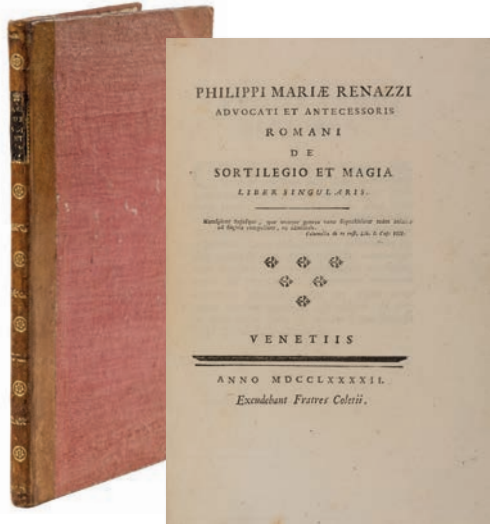 PHILIPPI MARIÆ RENAZZI
ADVOCATI ET ANTECESSORIS
ROMANI
DE
SORTILEGIO ET MAGIA
LIBER SINGULARIS.
VENETIIS
ANNO MDCCLXXXXII.
Excudebant Fratres Coletii.